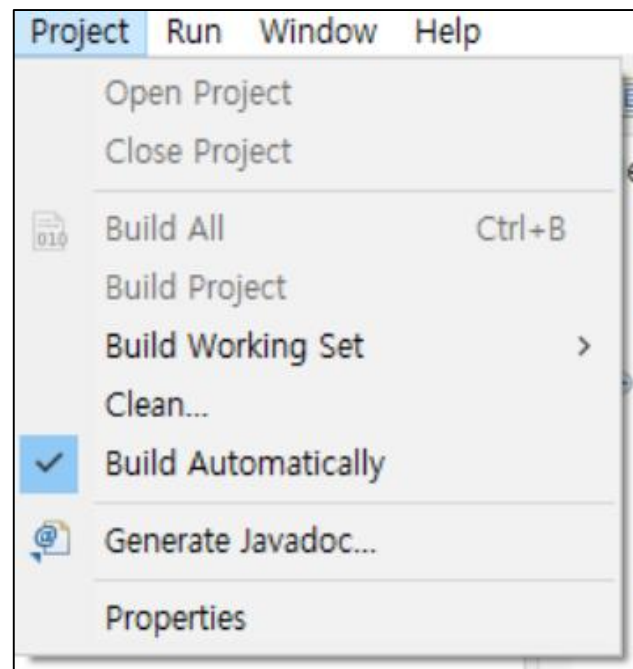 Project Run Window Help
Open Project
Close Project
010 Build All Ctrl+B
Build Project
Build Working Set >
Clean...
Build Automatically
@ Generate Javadoc...
Properties